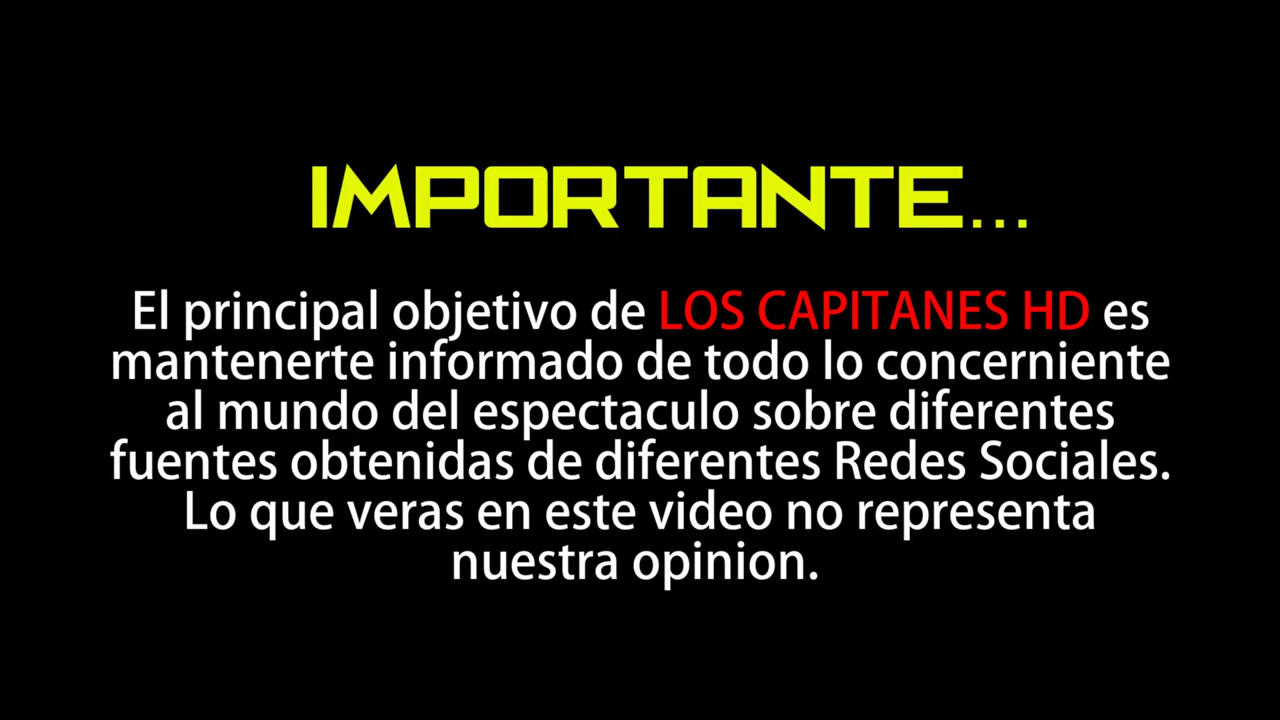 IMPORTANTE...
El principal objetivo de LOS CAPITANES HD es
mantenerte informado de todo lo concerniente
al mundo del espectaculo sobre diferentes
fuentes obtenidas de diferentes Redes Sociales.
Lo que veras en este video no representa
nuestra opinion.